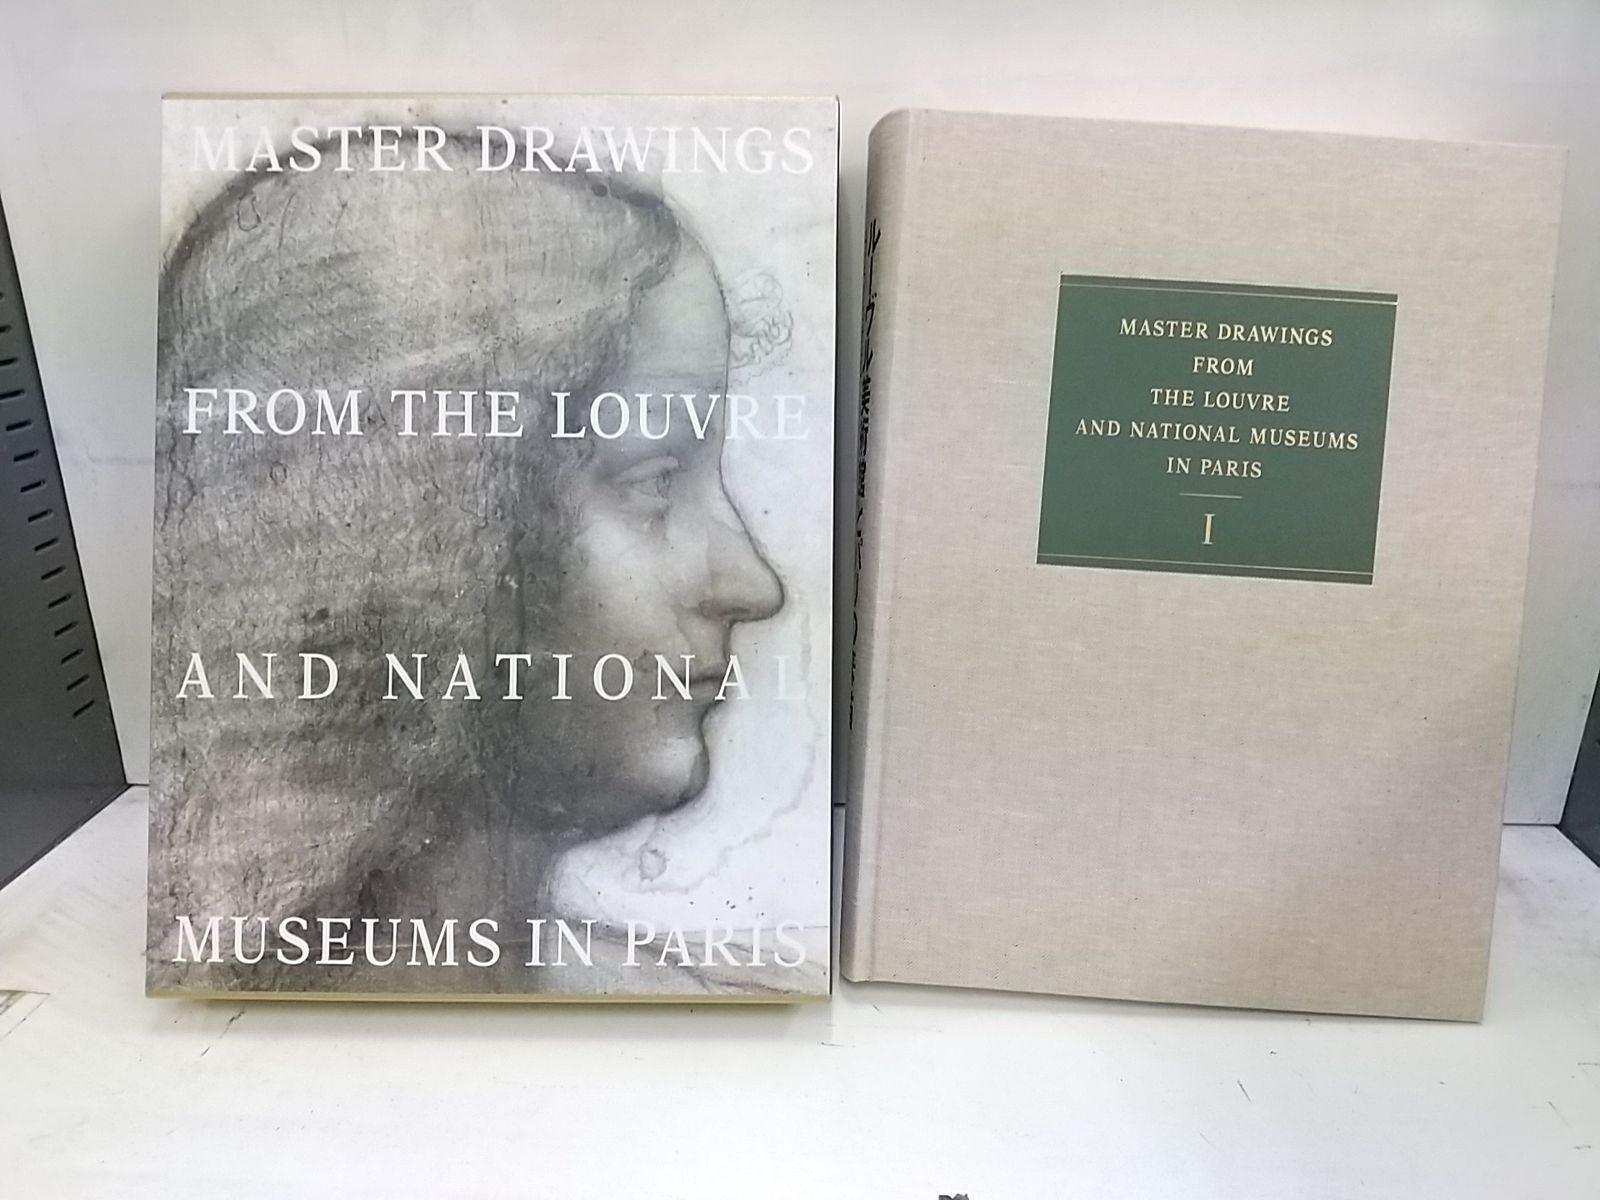 MASTER DRAWINGS
FROM THE LOUVRE
AND NATIONAL
MUSEUMS IN PARIS
MASTER DRAWINGS
FROM
THE LOUVRE
AND NATIONAL MUSEUMS
IN PARIS
I